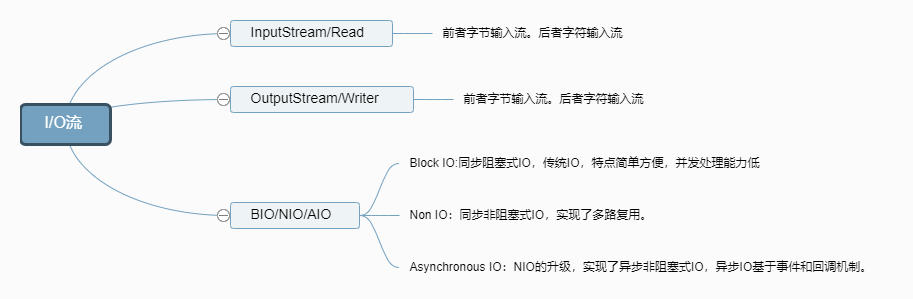 I/O流
InputStream/Read
前者字节输入流。后者字符输入流
OutputStream/Writer
前者字节输入流。后者字符输入流
BIO/NIO/AIO
Block IO:同步阻塞式IO，传统IO，特点简单方便，并发处理能力低
Non IO：同步非阻塞式IO，实现了多路复用。
Asynchronous IO：NIO的升级，实现了异步非阻塞式IO，异步IO基于事件和回调机制。